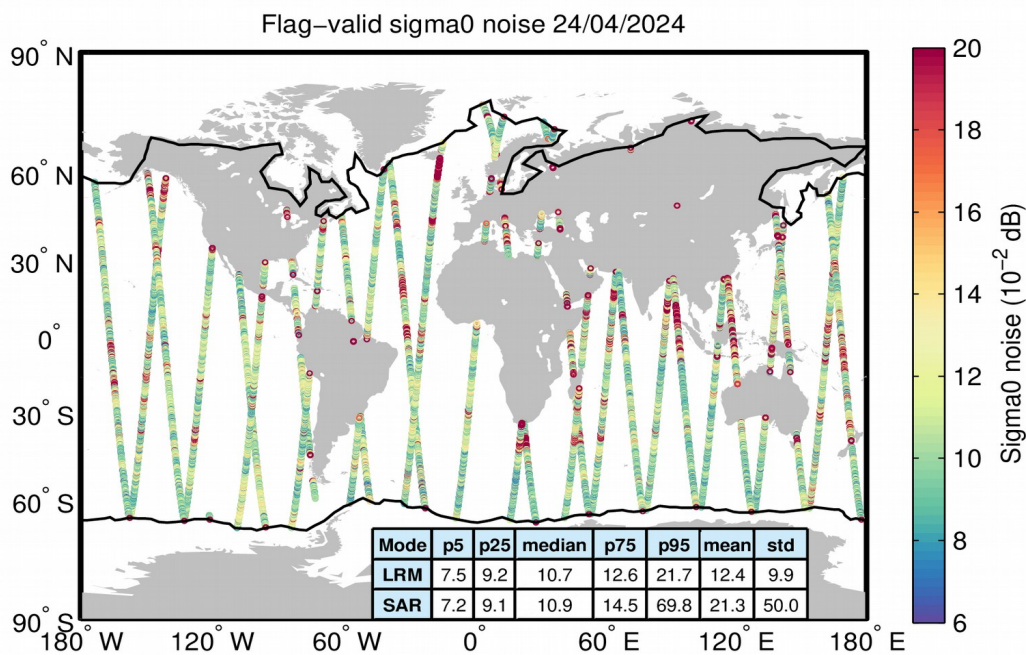 Flag−valid sigma0 noise 24/04/2024
90° N
60° N
30° N
0°
30° S
60° S
90° S
180° W
120° W
60° W
0°
60° E
120° E
180° E
Mode p5 p25 median p75 p95 mean std
LRM 7.5 9.2 10.7 12.6 21.7 12.4 9.9
SAR 7.2 9.1 10.9 14.5 69.8 21.3 50.0
20
18
16
14
12
10
8
6
Sigma0 noise (10⁻² dB)